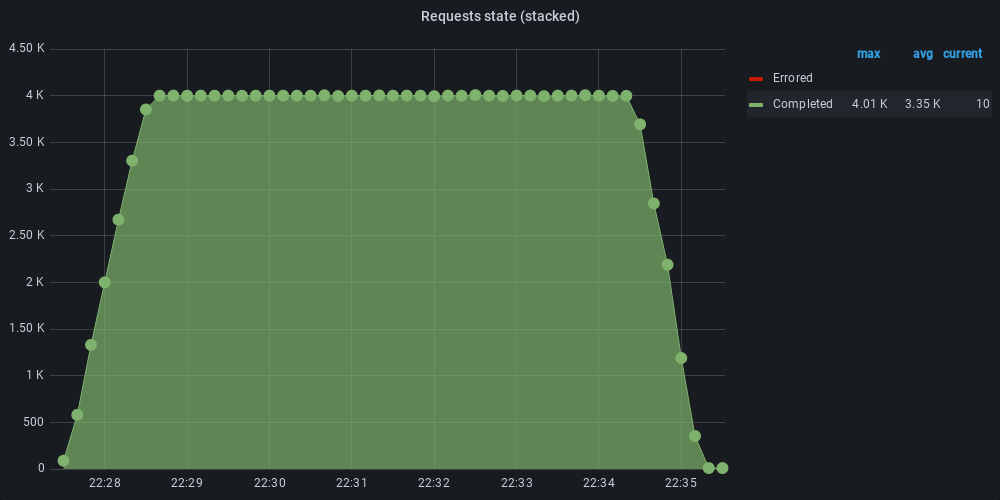 Requests state (stacked)
4.50 K
4 K
3.50 K
3 K
2.50 K
2 K
1.50 K
1 K
500
0
22:28 22:29 22:30 22:31 22:32 22:33 22:34 22:35
max avg current
Errored
Completed 4.01 K 3.35 K 10